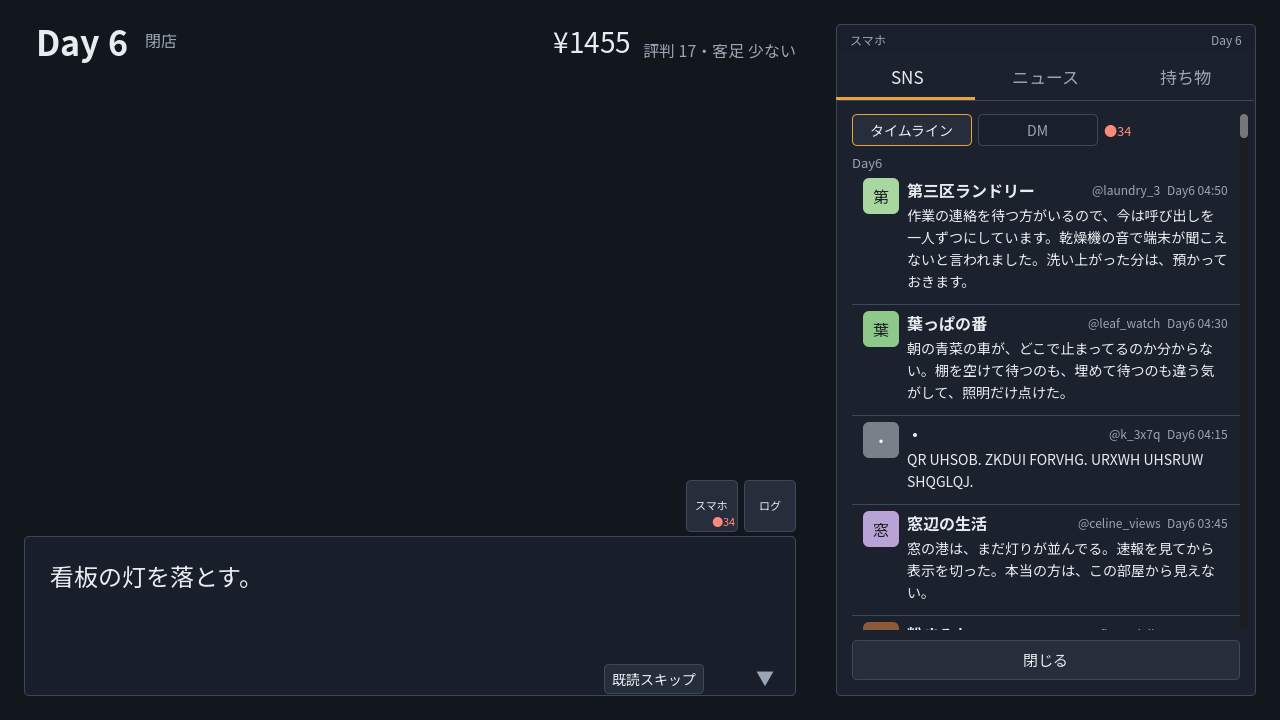 Day 6 閉店
¥1455 評判 17・客足 少ない
スマホ Day 6
SNS ニュース 持ち物
タイムライン DM 34
Day6
第 第三区ランドリー @laundry_3 Day6 04:50
作業の連絡を待つ方がいるので、今は呼び出しを
一人ずつにしています。乾燥機の音で端末が聞こえ
ないと言われました。洗い上がった分は、預かって
おきます。
葉 葉っぱの番 @leaf_watch Day6 04:30
朝の青菜の車が、どこで止まってるのか分からな
い。棚を空けて待つのも、埋めて待つのも違う気
がして、照明だけ点けた。
・ ・ @k_3x7q Day6 04:15
QR UHSOB. ZKDUI FORVHG. URXWH UHSRUW
SHQGLQJ.
窓 窓辺の生活 @celine_views Day6 03:45
窓の港は、まだ灯りが並んでる。速報を見てから
表示を切った。本当の方は、この部屋から見えな
い。
閉じる
スマホ 34
ログ
看板の灯を落とす。
既読スキップ ▼